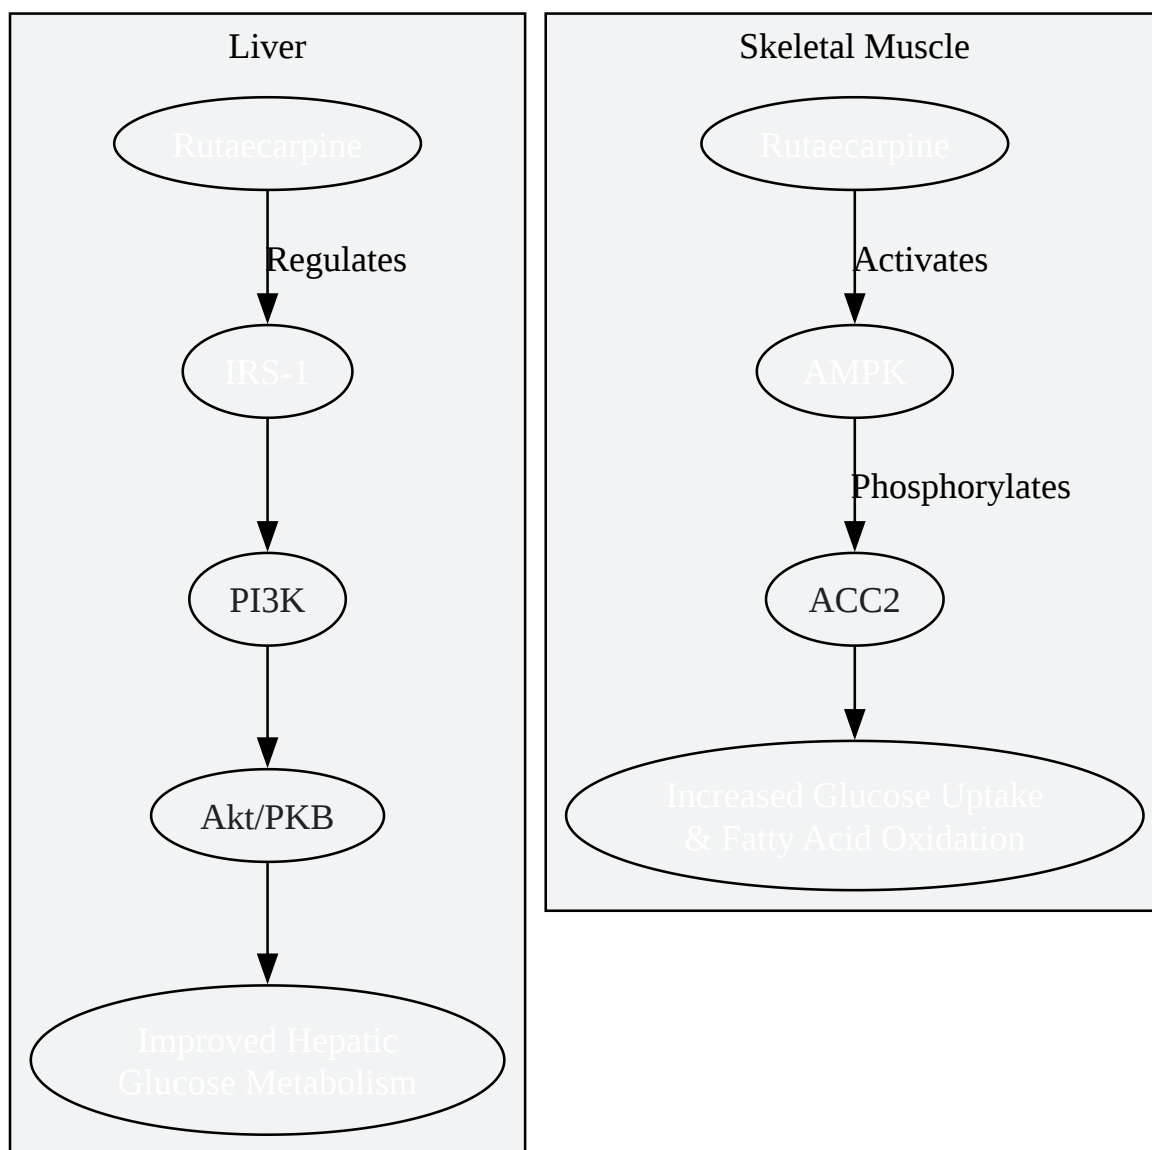 Liver
Rutaecarpine
Regulates
IRS-1
PI3K
Akt/PKB
Improved Hepatic
Glucose Metabolism
Skeletal Muscle
Rutaecarpine
Activates
AMPK
Phosphorylates
ACC2
Increased Glucose Uptake
& Fatty Acid Oxidation